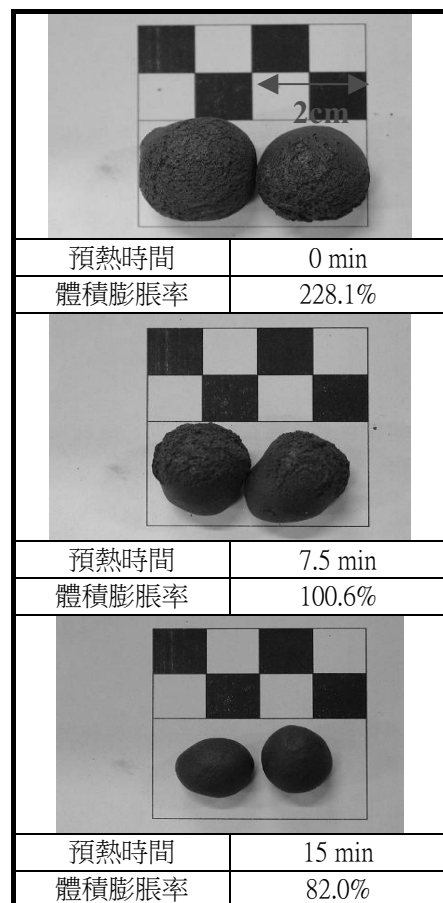 2cm
預熱時間 0 min
體積膨脹率 228.1%
預熱時間 7.5 min
體積膨脹率 100.6%
預熱時間 15 min
體積膨脹率 82.0%